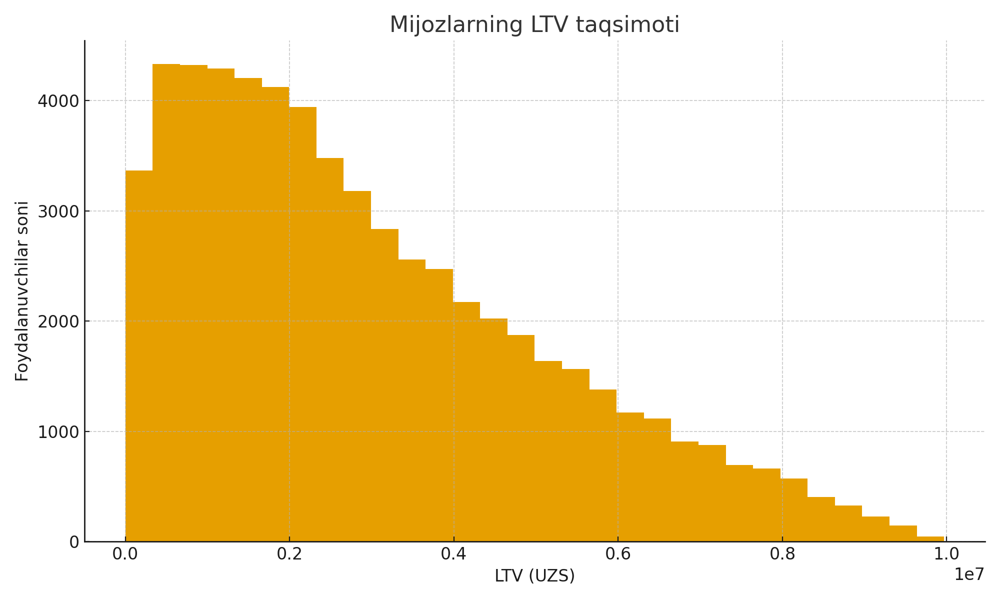 Mijozlarning LTV taqsimoti
Foydalanuvchilar soni
4000
3000
2000
1000
0
0.0 0.2 0.4 0.6 0.8 1.0
1e7
LTV (UZS)